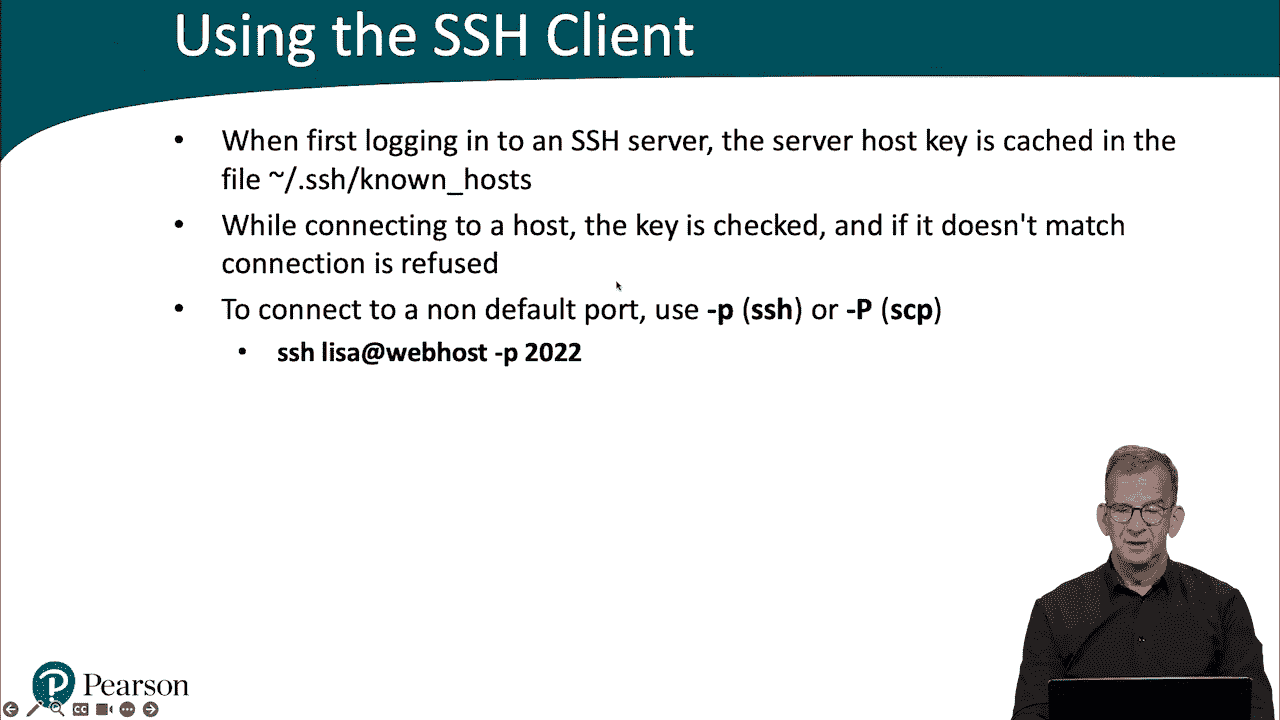 Using the SSH Client
• When first logging in to an SSH server, the server host key is cached in the
file ~/.ssh/known_hosts
• While connecting to a host, the key is checked, and if it doesn't match
connection is refused
• To connect to a non default port, use -p (ssh) or -P (scp)
• ssh lisa@webhost -p 2022
Pearson
CC